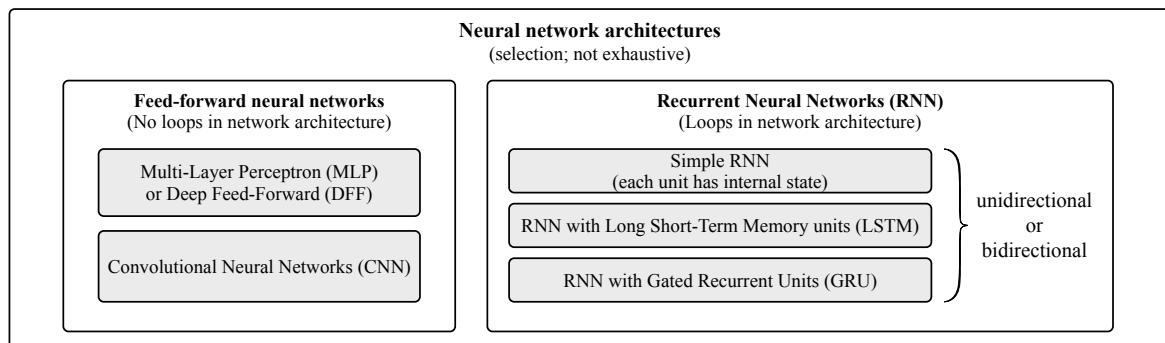 Neural network architectures
(selection; not exhaustive)
Feed-forward neural networks
(No loops in network architecture)
Multi-Layer Perceptron (MLP)
or Deep Feed-Forward (DFF)
Convolutional Neural Networks (CNN)
Recurrent Neural Networks (RNN)
(Loops in network architecture)
Simple RNN
(each unit has internal state)
RNN with Long Short-Term Memory units (LSTM)
RNN with Gated Recurrent Units (GRU)
unidirectional
or
bidirectional